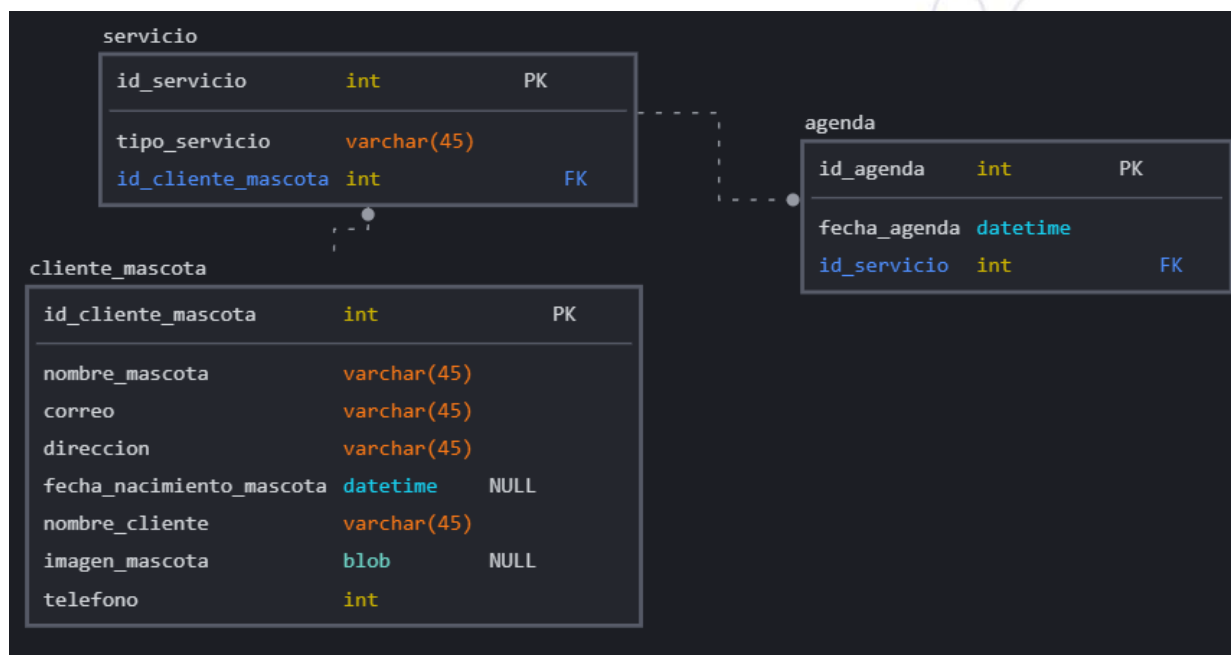 servicio
id_servicio int PK
tipo_servicio varchar(45)
id_cliente_mascota int FK
agenda
id_agenda int PK
fecha_agenda datetime
id_servicio int FK
cliente_mascota
id_cliente_mascota int PK
nombre_mascota varchar(45)
correo varchar(45)
direccion varchar(45)
fecha_nacimiento_mascota datetime NULL
nombre_cliente varchar(45)
imagen_mascota blob NULL
telefono int